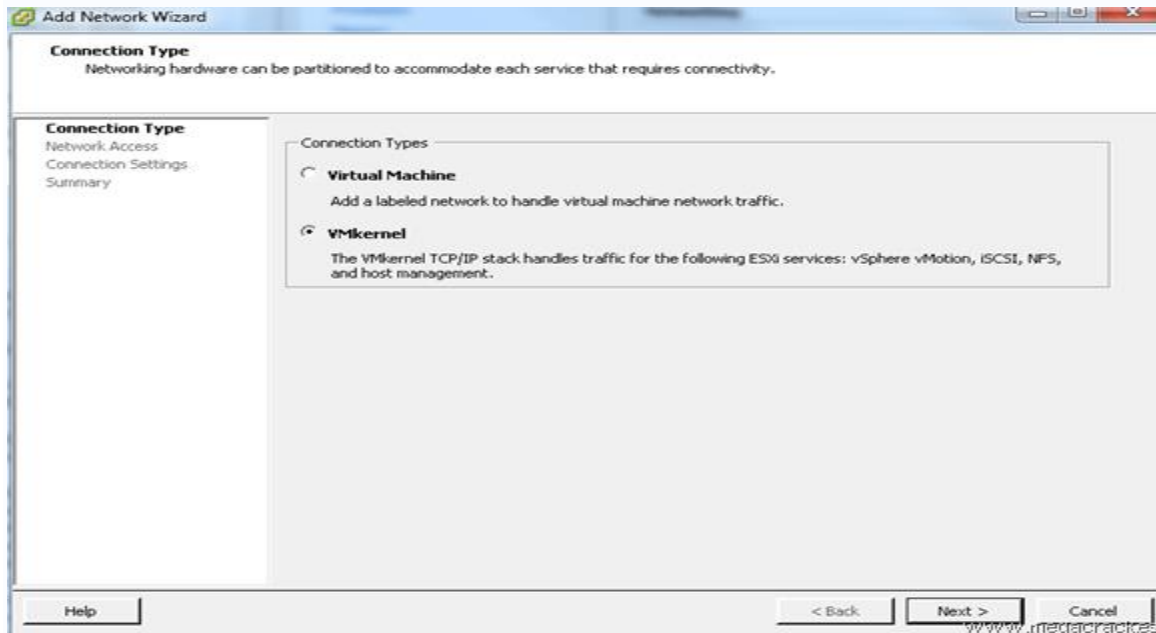 Add Network Wizard
Connection Type
Networking hardware can be partitioned to accommodate each service that requires connectivity.
Connection Type
Network Access
Connection Settings
Summary
Connection Types
Virtual Machine
Add a labeled network to handle virtual machine network traffic.
VMkernel
The VMkernel TCP/IP stack handles traffic for the following ESXi services: vSphere vMotion, iSCSI, NFS,
and host management.
Help
< Back
Next >
Cancel